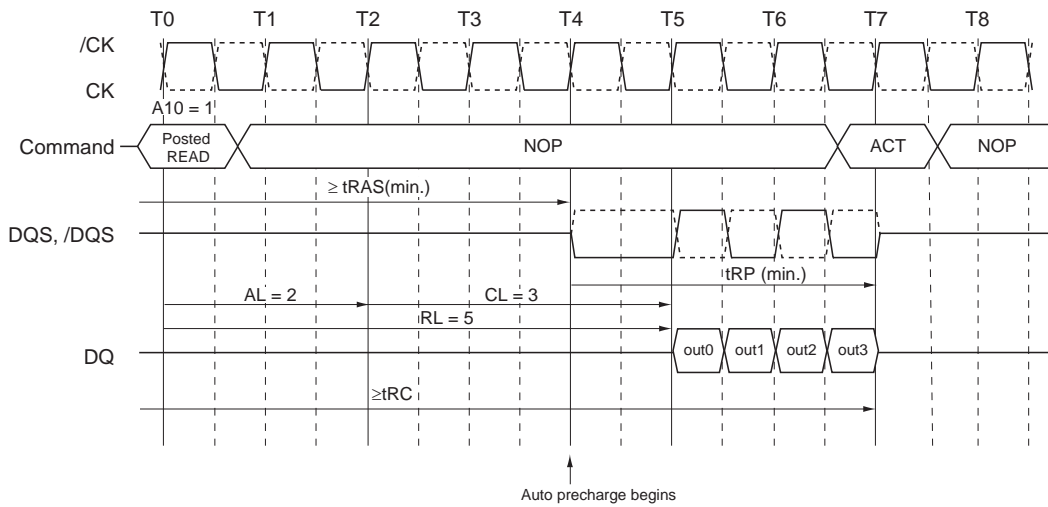 T0 T1 T2 T3 T4 T5 T6 T7 T8
/CK
CK
A10 = 1
Command Posted READ NOP ACT NOP
≥ tRAS(min.)
DQS, /DQS
tRP (min.)
AL = 2 CL = 3
RL = 5
DQ out0 out1 out2 out3
≥tRC
Auto precharge begins